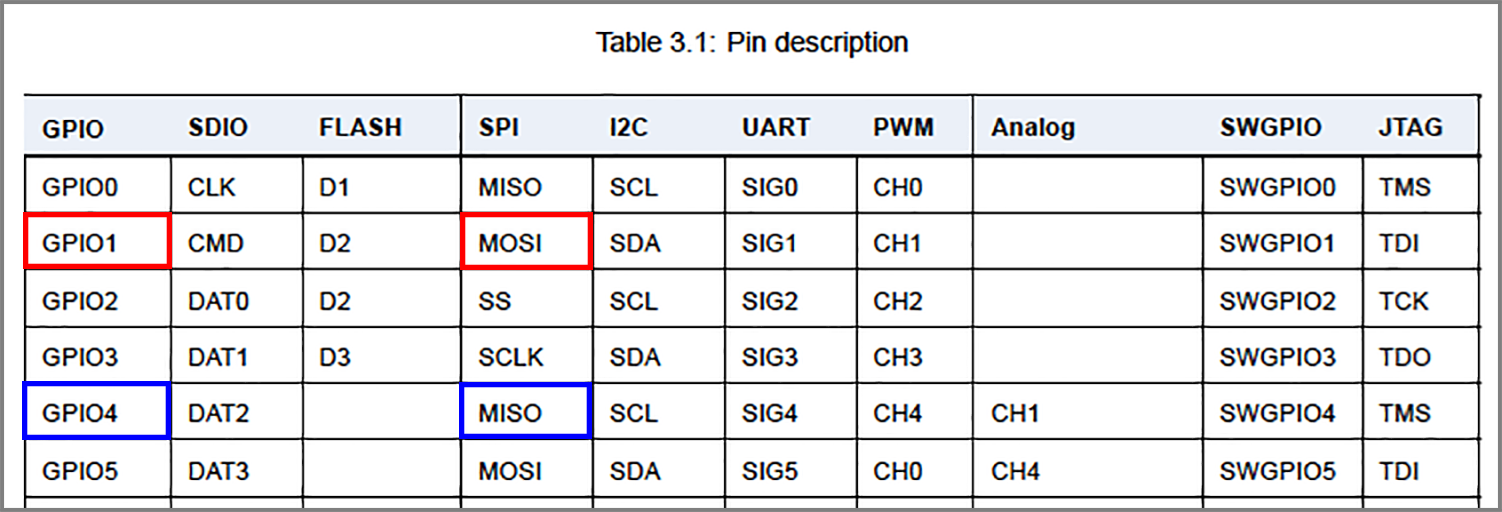 Table 3.1: Pin description
GPIO SDIO FLASH SPI I2C UART PWM Analog SWGPIO JTAG
GPIO0 CLK D1 MISO SCL SIG0 CH0 SWGPIO0 TMS
GPIO1 CMD D2 MOSI SDA SIG1 CH1 SWGPIO1 TDI
GPIO2 DAT0 D2 SS SCL SIG2 CH2 SWGPIO2 TCK
GPIO3 DAT1 D3 SCLK SDA SIG3 CH3 SWGPIO3 TDO
GPIO4 DAT2 MISO SCL SIG4 CH4 CH1 SWGPIO4 TMS
GPIO5 DAT3 MOSI SDA SIG5 CH0 CH4 SWGPIO5 TDI